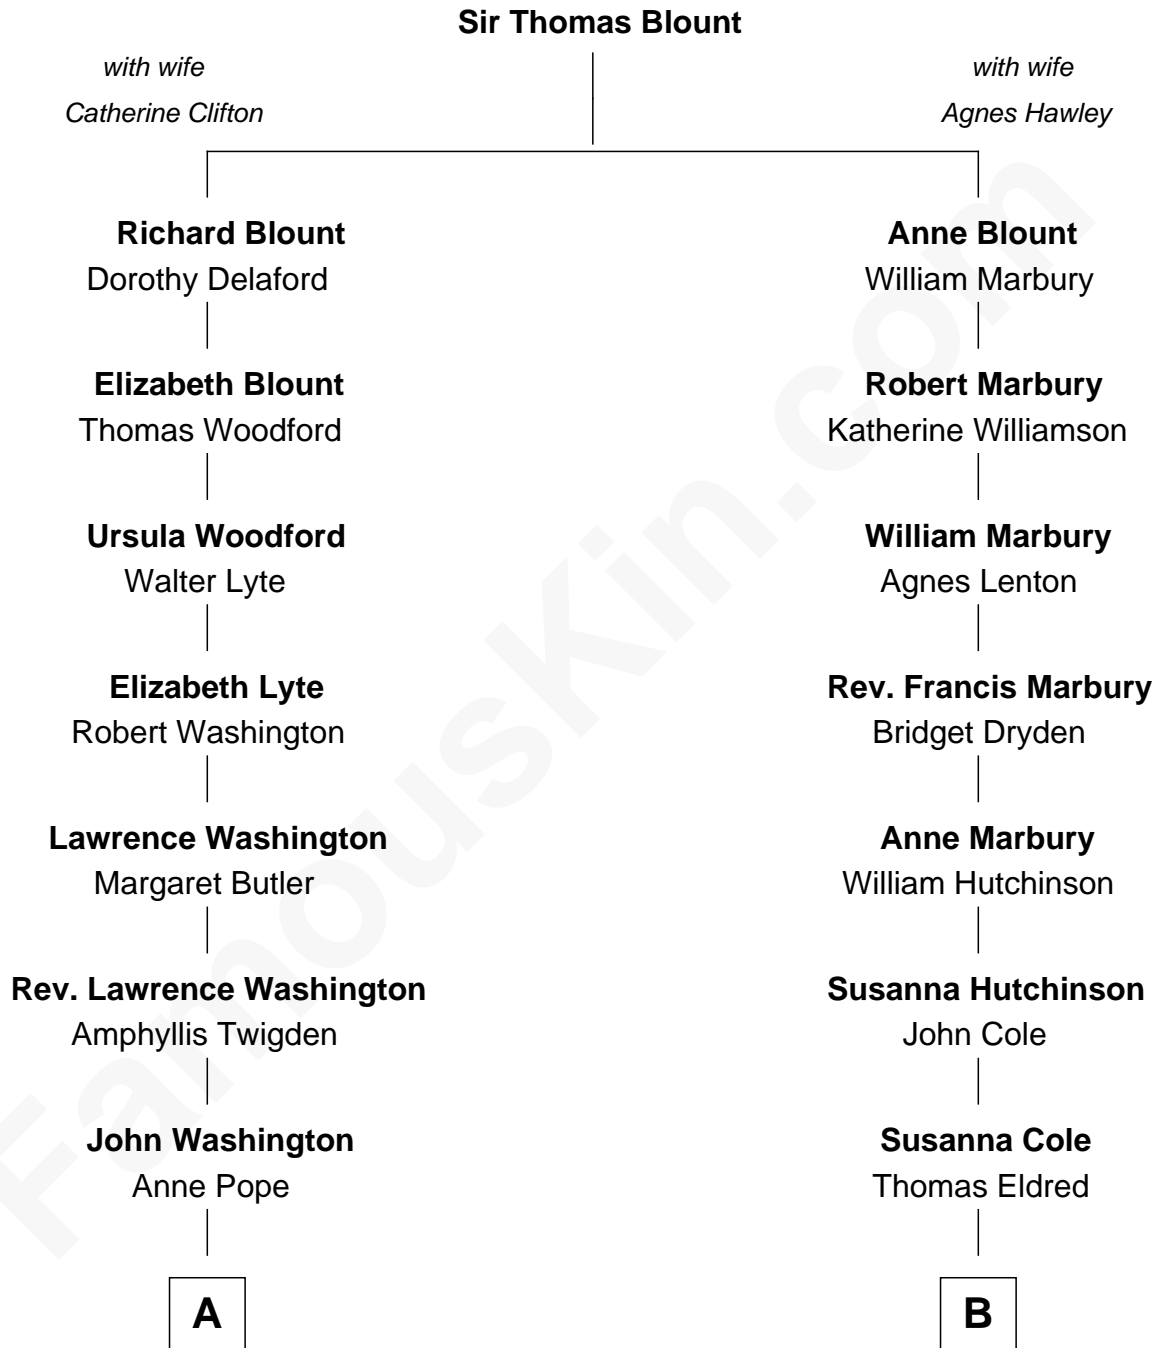 Sir Thomas Blount
with wife
Catherine Clifton
with wife
Agnes Hawley
Richard Blount
Dorothy Delaford
Anne Blount
William Marbury
Elizabeth Blount
Thomas Woodford
Robert Marbury
Katherine Williamson
Ursula Woodford
Walter Lyte
William Marbury
Agnes Lenton
Elizabeth Lyte
Robert Washington
Rev. Francis Marbury
Bridget Dryden
Lawrence Washington
Margaret Butler
Anne Marbury
William Hutchinson
Rev. Lawrence Washington
Amphyllis Twigden
Susanna Hutchinson
John Cole
John Washington
Anne Pope
Susanna Cole
Thomas Eldred
A
B
FamousKin.com